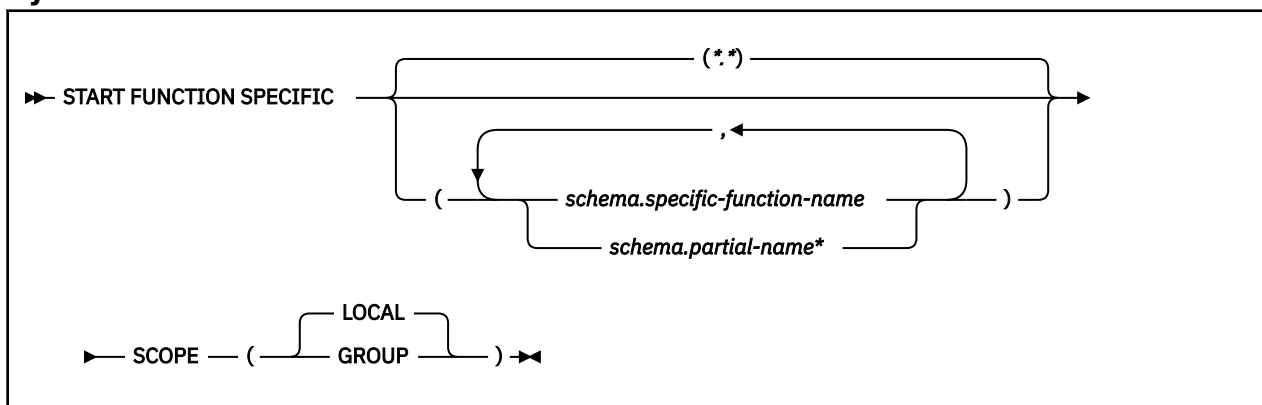 (*.*)
START FUNCTION SPECIFIC
,
( schema.specific-function-name )
schema.partial-name*
LOCAL
SCOPE ( GROUP )